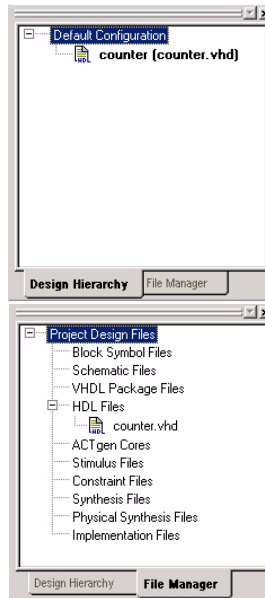 Default Configuration
HDL counter (counter.vhd)
Design Hierarchy File Manager
Project Design Files
Block Symbol Files
Schematic Files
VHDL Package Files
HDL Files
HDL counter.vhd
ACTgen Cores
Stimulus Files
Constraint Files
Synthesis Files
Physical Synthesis Files
Implementation Files
Design Hierarchy File Manager